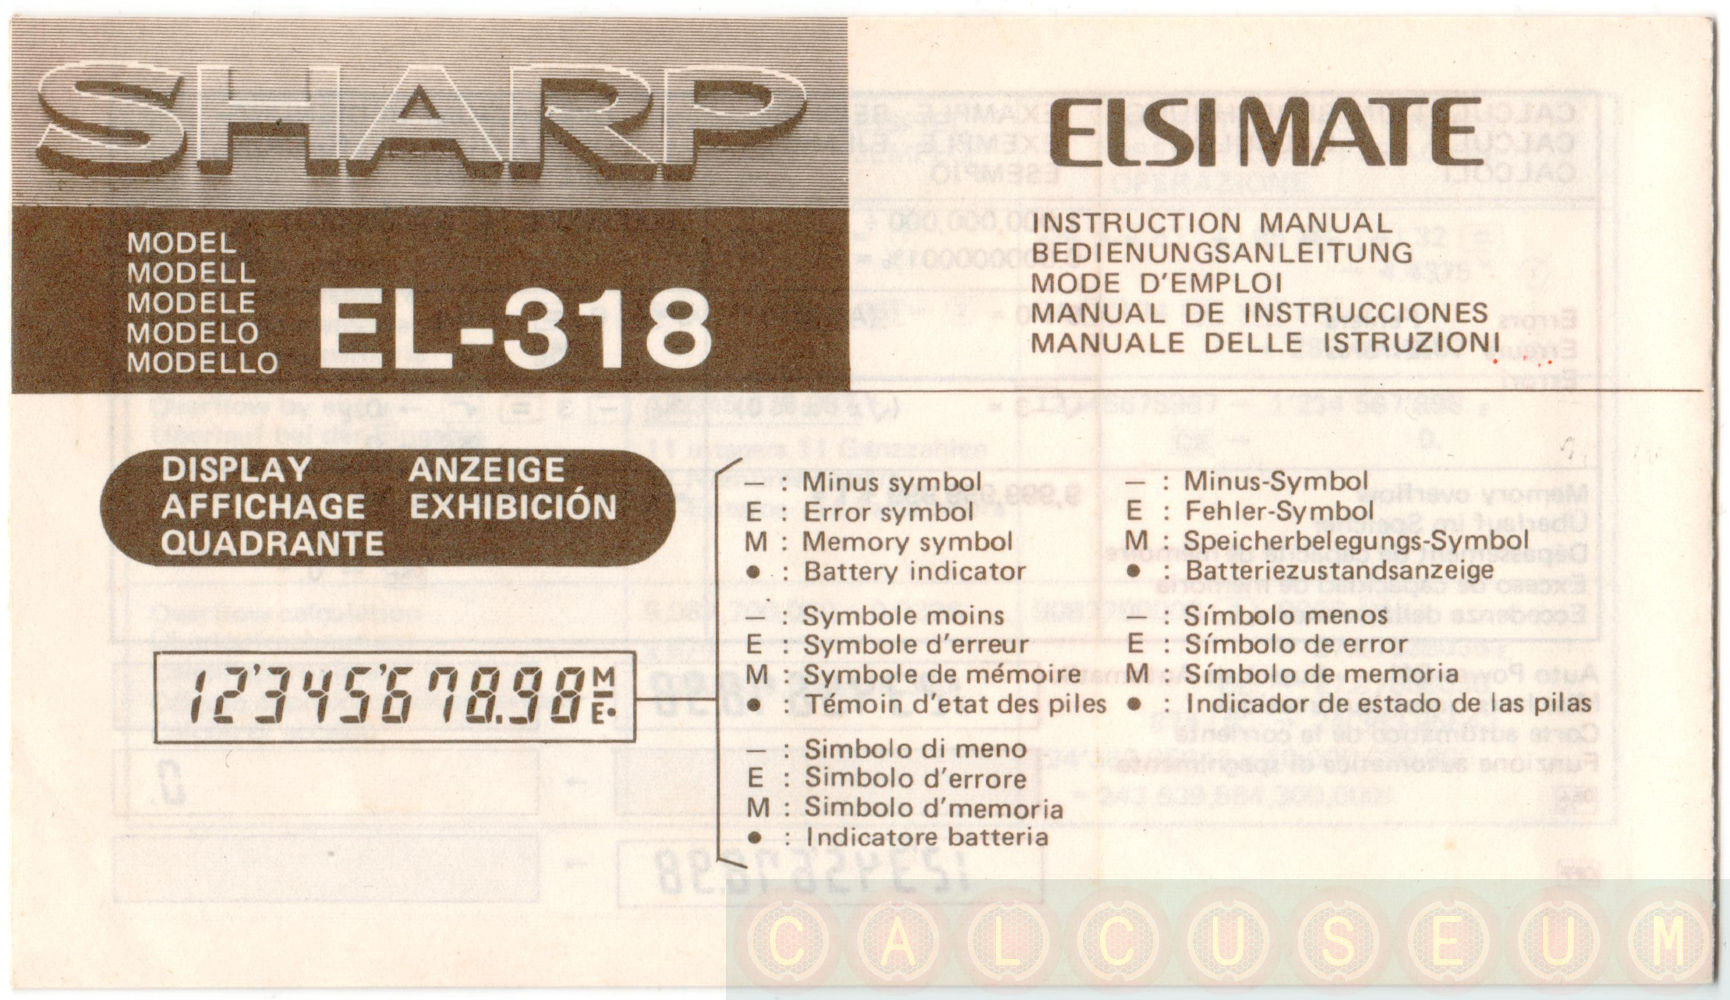 SHARP
MODEL
MODELL
MODELE
MODELO
MODELLO
EL-318
ELSI MATE
INSTRUCTION MANUAL
BEDIENUNGSANLEITUNG
MODE D'EMPLOI
MANUAL DE INSTRUCCIONES
MANUALE DELLE ISTRUZIONI
DISPLAY ANZEIGE
AFFICHAGE EXHIBICIÓN
QUADRANTE
12'345'678.98 M
— E •
— : Minus symbol
E : Error symbol
M : Memory symbol
● : Battery indicator
— : Minus-Symbol
E : Fehler-Symbol
M : Speicherbelegungs-Symbol
● : Batteriezustandsanzeige
— : Symbole moins
E : Symbole d'erreur
M : Symbole de mémoire
● : Témoin d'etat des piles
— : Símbolo menos
E : Símbolo de error
M : Símbolo de memoria
● : Indicador de estado de las pilas
— : Simbolo di meno
E : Simbolo d'errore
M : Simbolo d'memoria
● : Indicatore batteria
CALCUSEUM